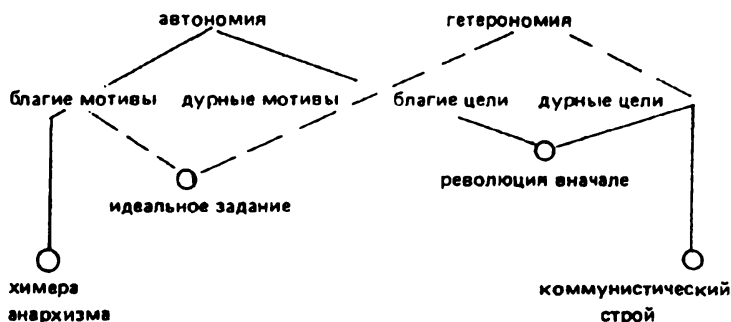 автономия гетерономия
благие мотивы дурные мотивы благие цели дурные цели
революция вначале
идеальное задание
химера
анархизма
коммунистический
строй